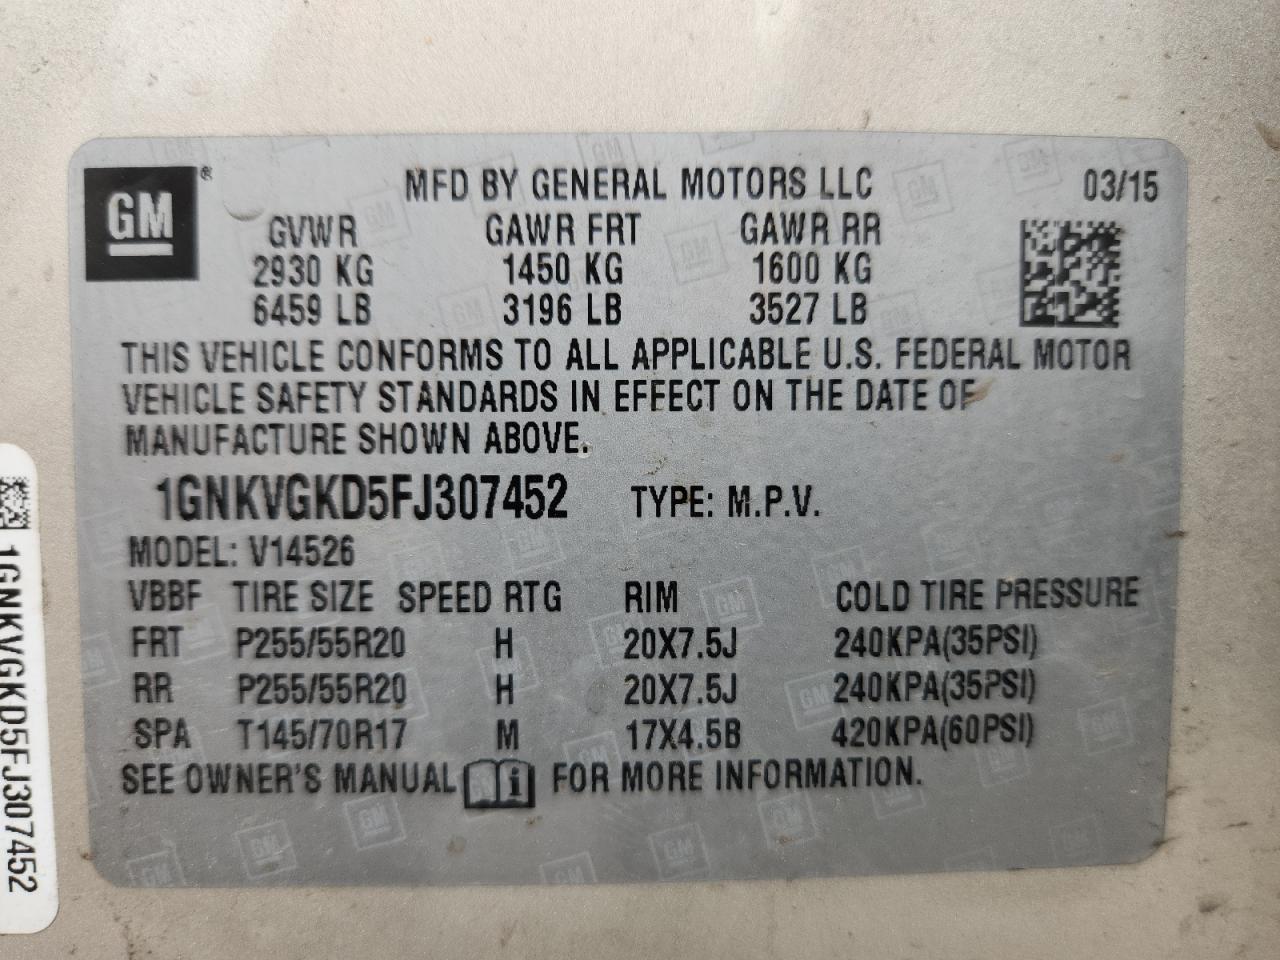 GM ®
MFD BY GENERAL MOTORS LLC 03/15
GVWR GAWR FRT GAWR RR
2930 KG 1450 KG 1600 KG
6459 LB 3196 LB 3527 LB
THIS VEHICLE CONFORMS TO ALL APPLICABLE U.S. FEDERAL MOTOR
VEHICLE SAFETY STANDARDS IN EFFECT ON THE DATE OF
MANUFACTURE SHOWN ABOVE.
1GNKVGKD5FJ307452 TYPE: M.P.V.
MODEL: V14526
VBBF TIRE SIZE SPEED RTG RIM COLD TIRE PRESSURE
FRT P255/55R20 H 20X7.5J 240KPA(35PSI)
RR P255/55R20 H 20X7.5J 240KPA(35PSI)
SPA T145/70R17 M 17X4.5B 420KPA(60PSI)
SEE OWNER'S MANUAL i FOR MORE INFORMATION.
1GNKVGKD5FJ307452